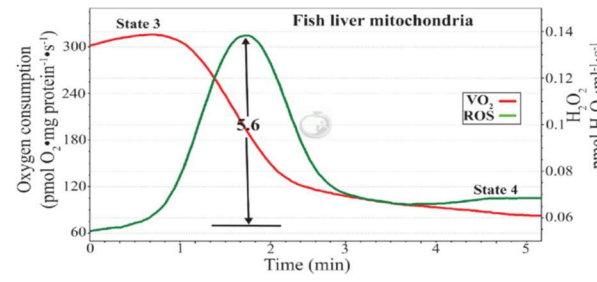 Fish liver mitochondria
State 3
Oxygen consumption
(pmol O₂•mg protein⁻¹•s⁻¹)
300
240
180
120
60
5.6
VO₂
ROS
State 4
0.14
0.12
0.1
0.08
0.06
H₂O₂
0
1
2
3
4
5
Time (min)